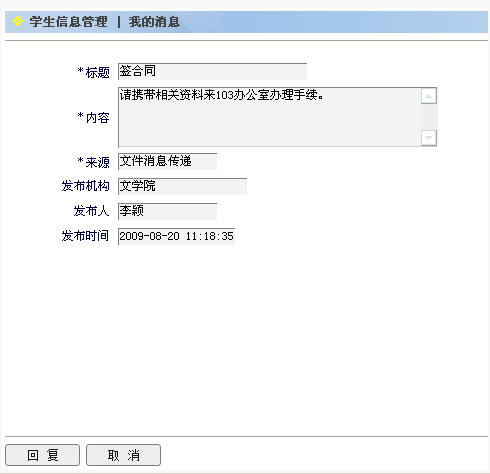 学生信息管理 | 我的消息
*标题 签合同
*内容 请携带相关资料来103办公室办理手续。
*来源 文件消息传递
发布机构 文学院
发布人 李颖
发布时间 2009-08-20 11:18:35
回 复 取 消